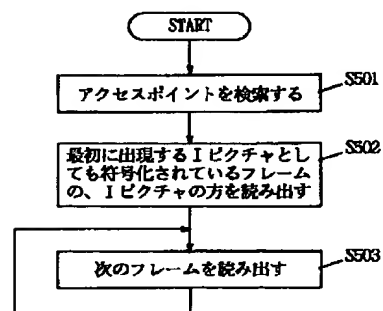 START
アクセスポイントを検索する
S501
最初に出現するIピクチャとし
ても符号化されているフレーム
の、Iピクチャの方を読み出す
S502
次のフレームを読み出す
S503